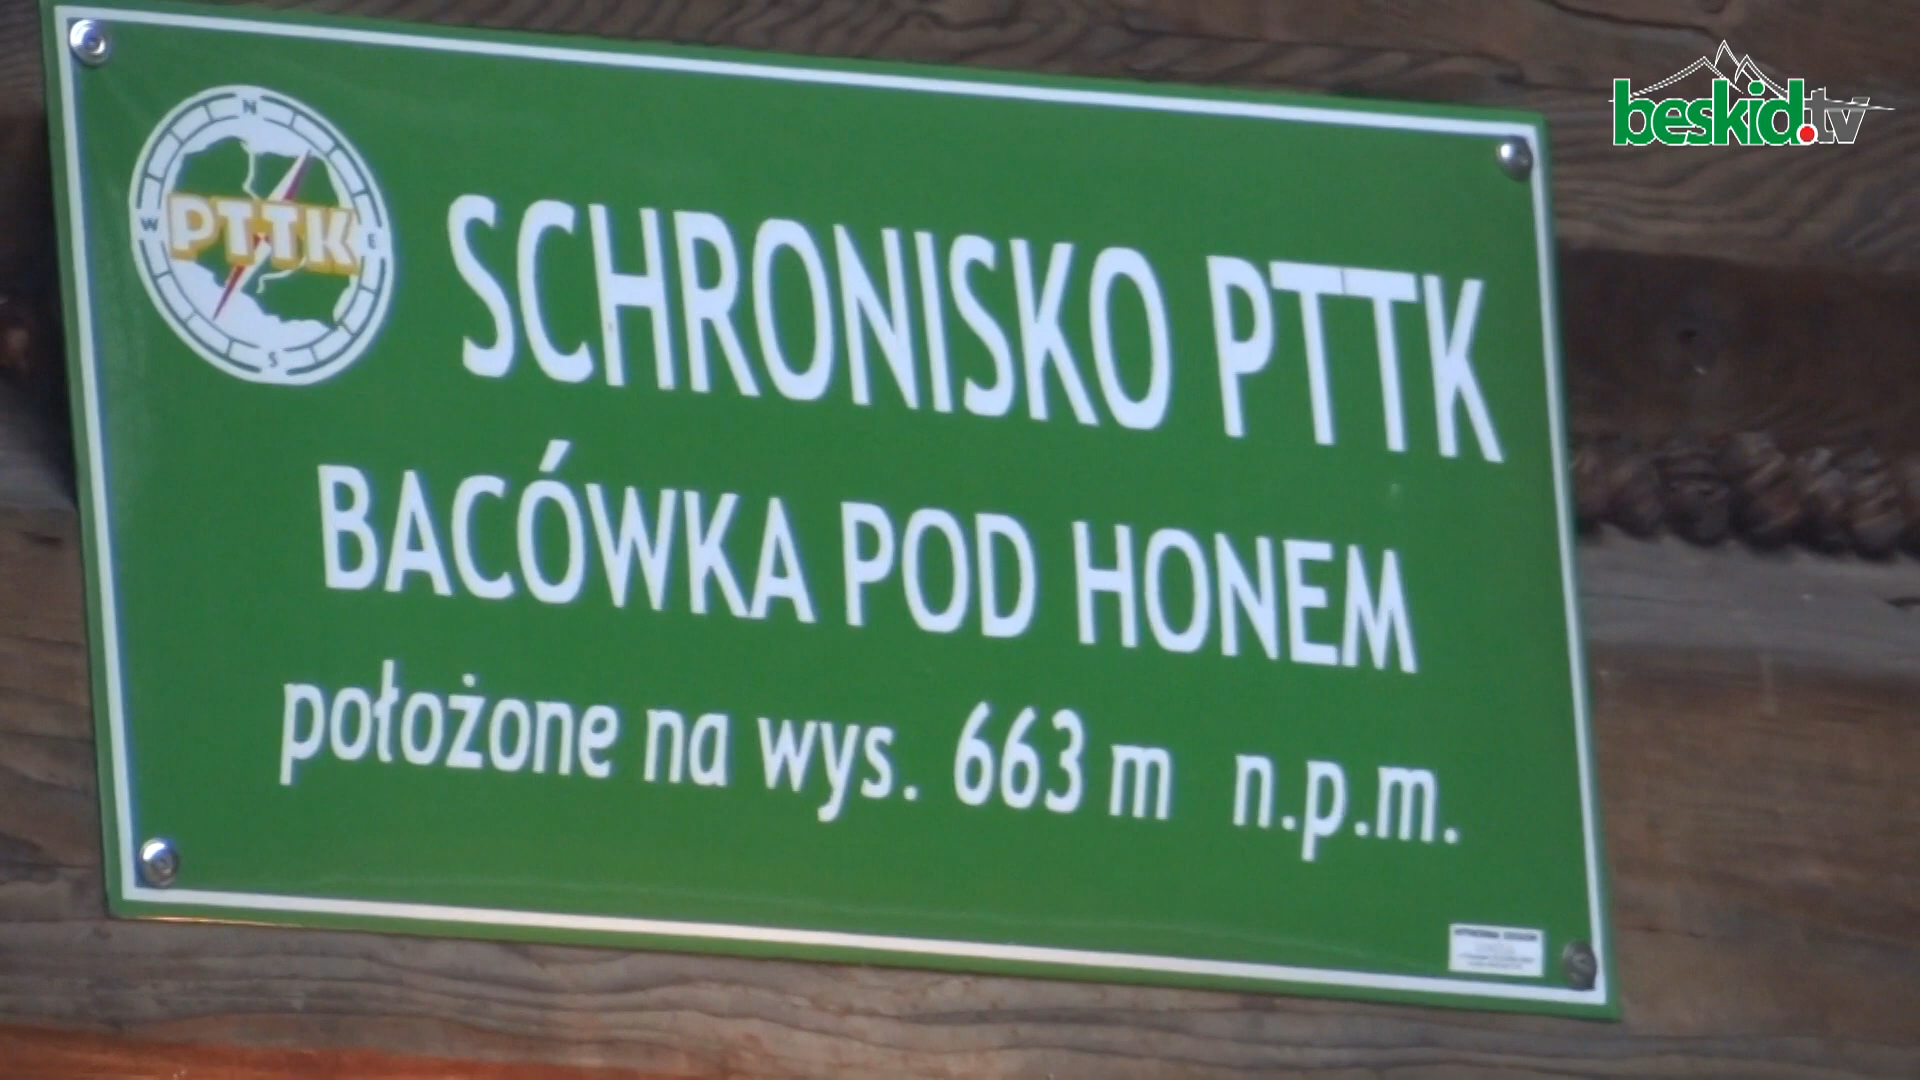 beskid.tv
N
W
PTTK
E
S
SCHRONISKO PTTK
BACÓWKA POD HONEM
położone na wys. 663 m n.p.m.